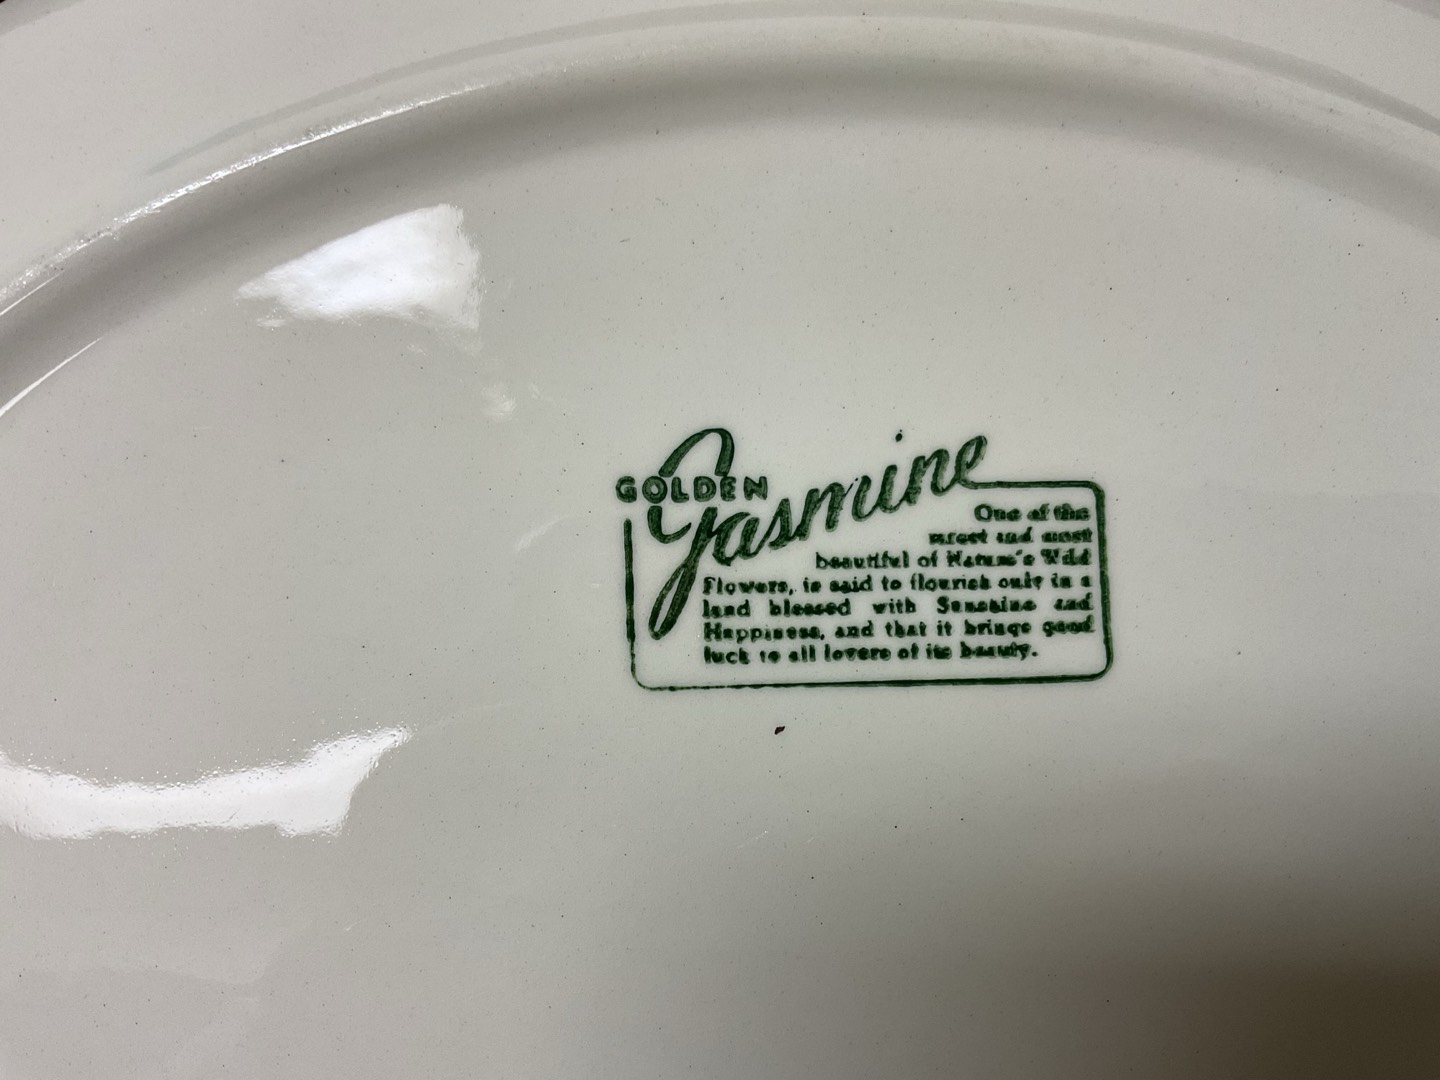 GOLDEN
Jasmine
One of the
rarest and most
beautiful of Nature's Wild
Flowers, is said to flourish only in a
land blessed with Sunshine and
Happiness, and that it brings good
luck to all lovers of its beauty.